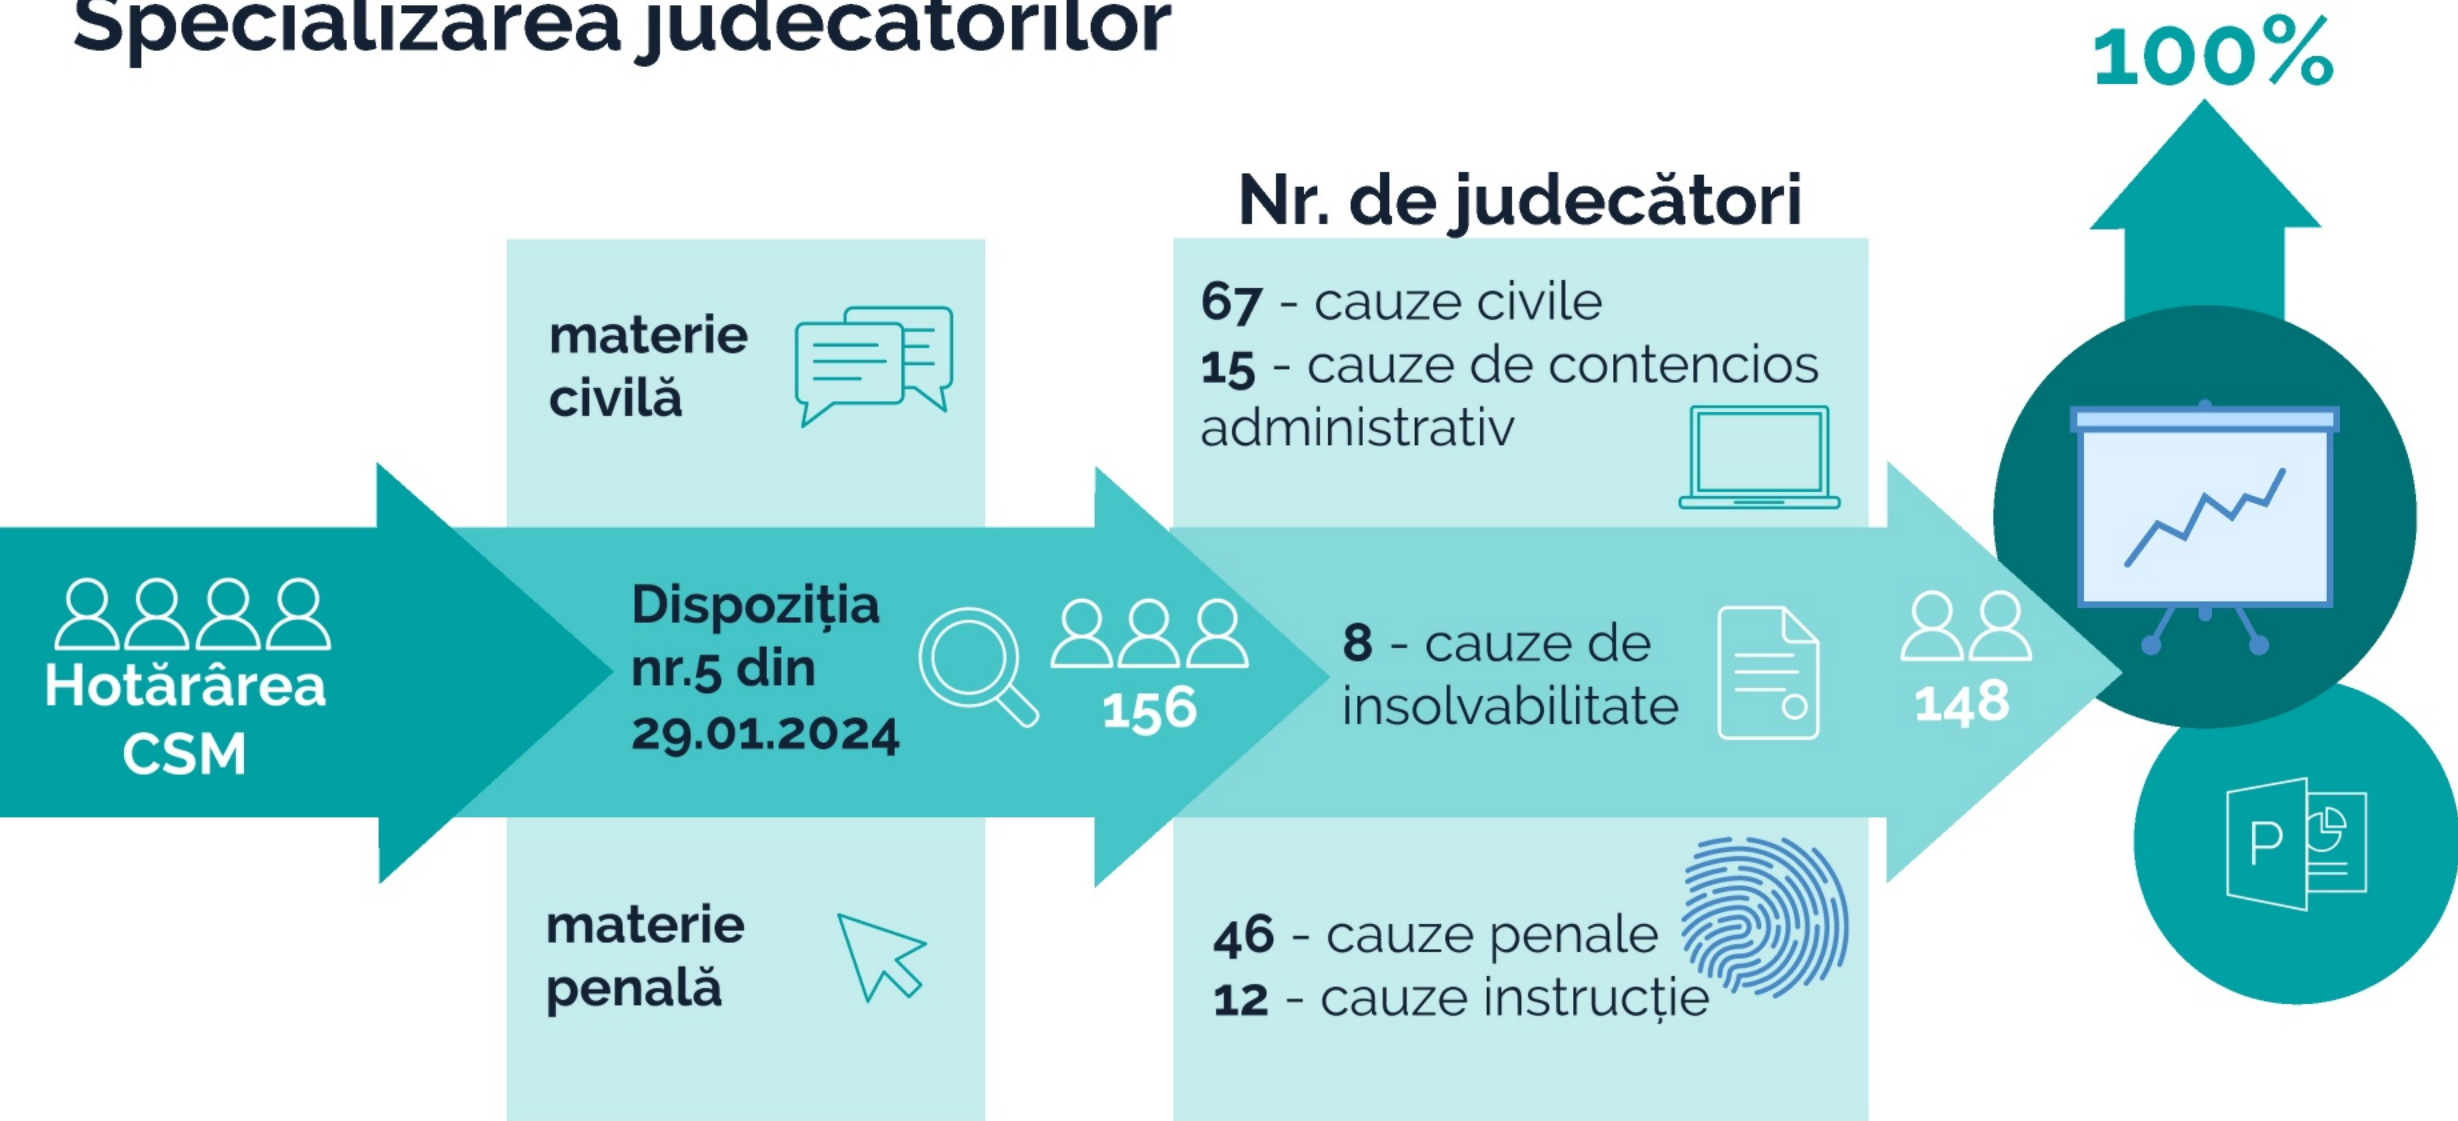 Specializarea judecătorilor
100%
Nr. de judecători
materie
civilă
67 - cauze civile
15 - cauze de contencios
administrativ
Hotărârea
CSM
Dispoziția
nr.5 din
29.01.2024
156
8 - cauze de
insolvabilitate
148
P
materie
penală
46 - cauze penale
12 - cauze instrucție